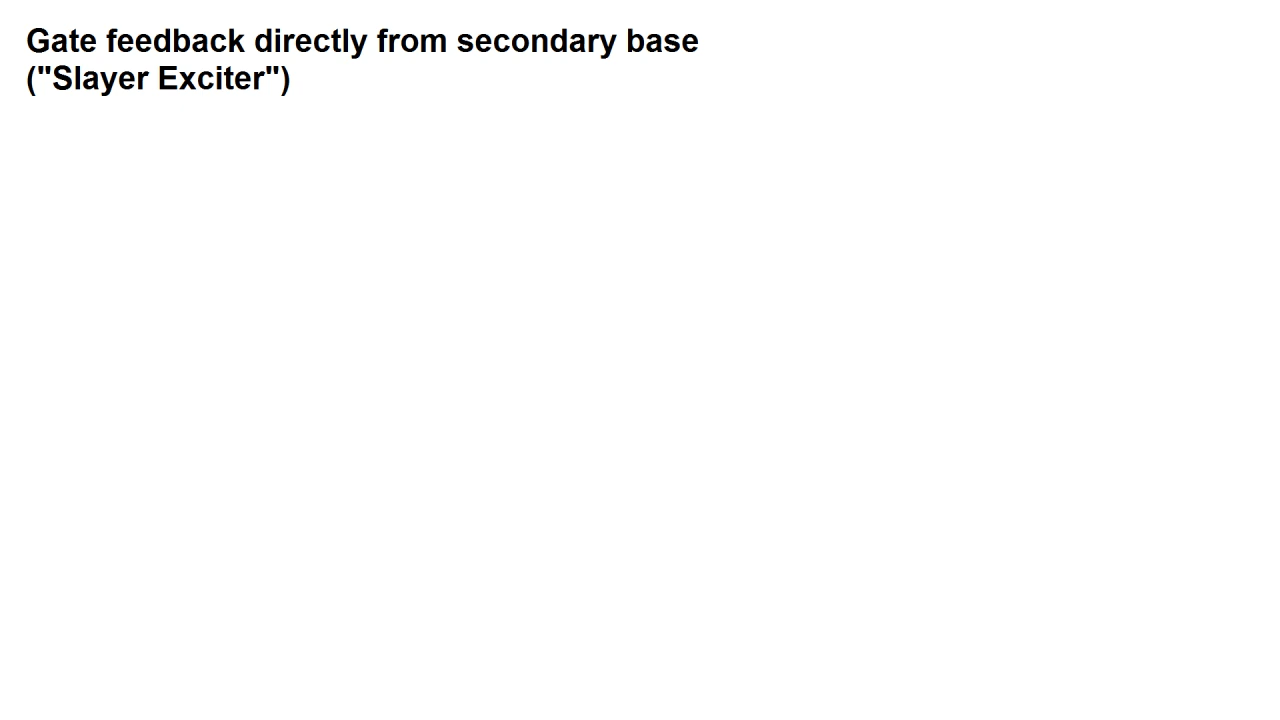 Gate feedback directly from secondary base
("Slayer Exciter")